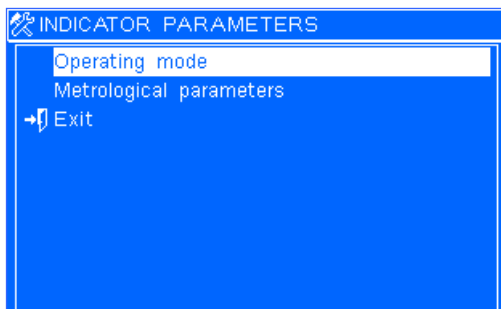 INDICATOR PARAMETERS
Operating mode
Metrological parameters
Exit